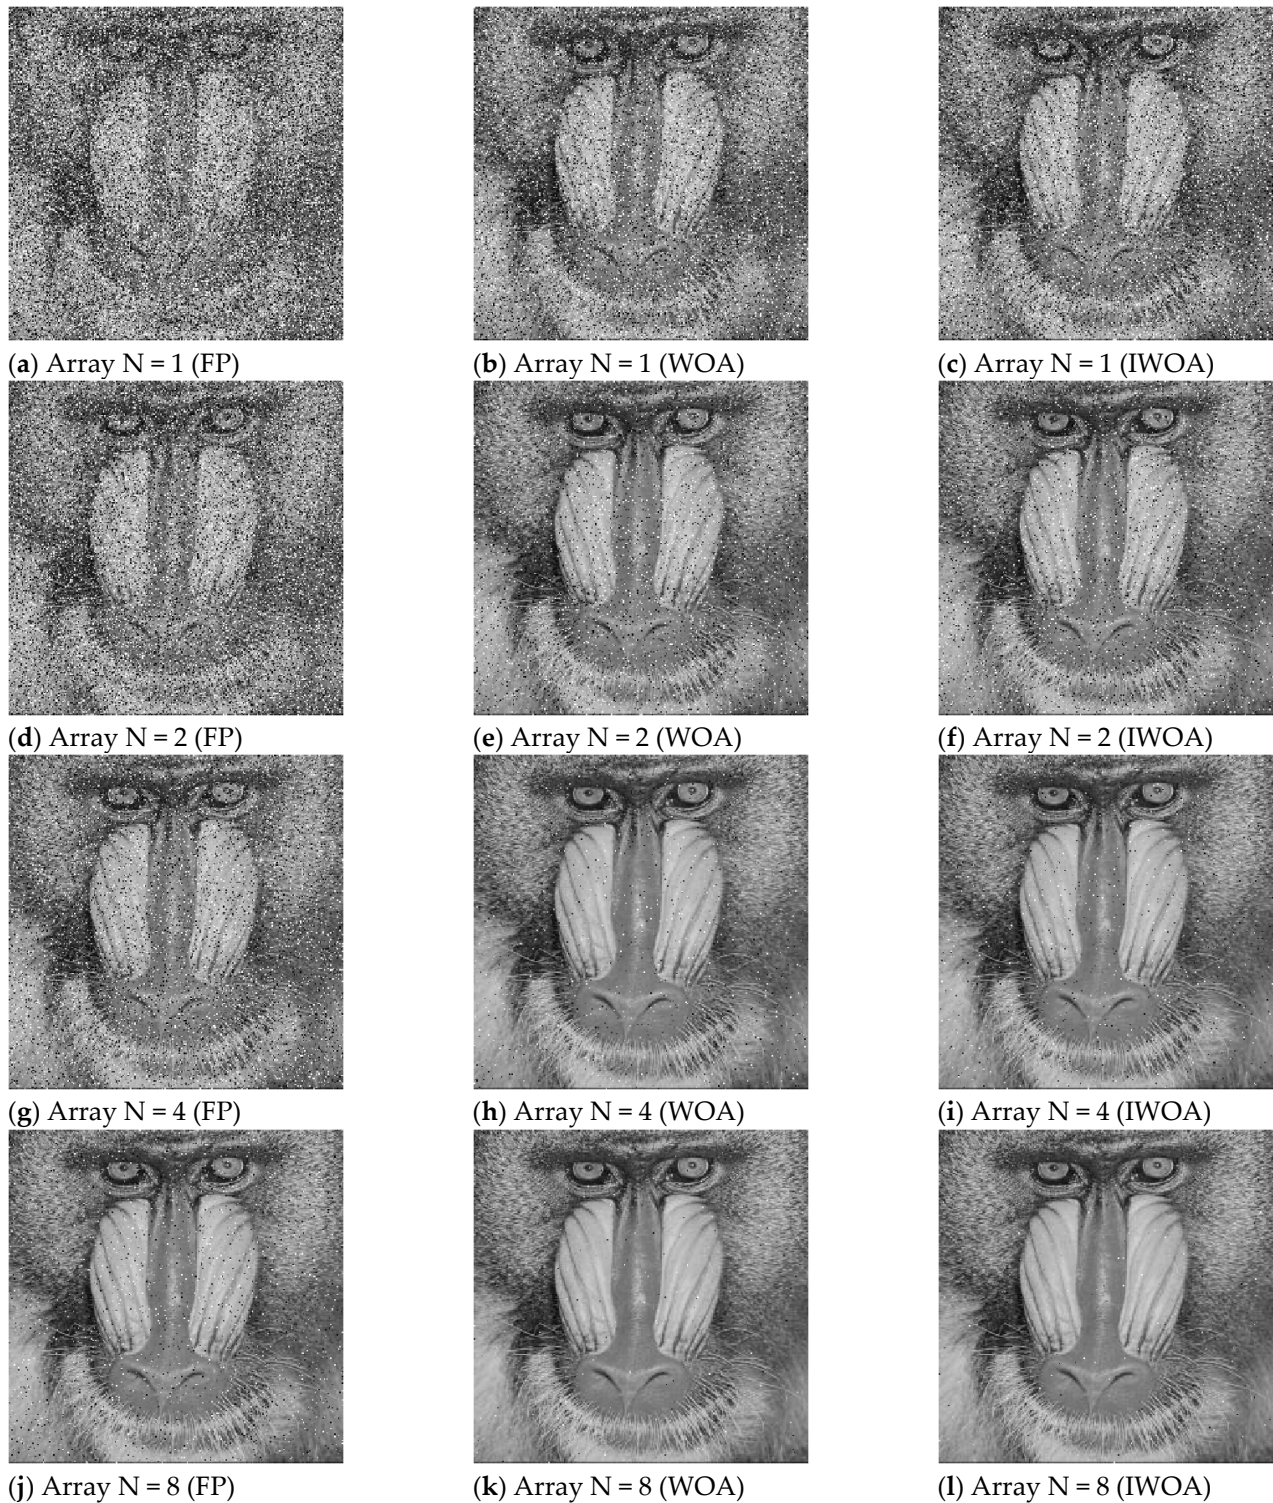 (a) Array N = 1 (FP)
(b) Array N = 1 (WOA)
(c) Array N = 1 (IWOA)
(d) Array N = 2 (FP)
(e) Array N = 2 (WOA)
(f) Array N = 2 (IWOA)
(g) Array N = 4 (FP)
(h) Array N = 4 (WOA)
(i) Array N = 4 (IWOA)
(j) Array N = 8 (FP)
(k) Array N = 8 (WOA)
(l) Array N = 8 (IWOA)